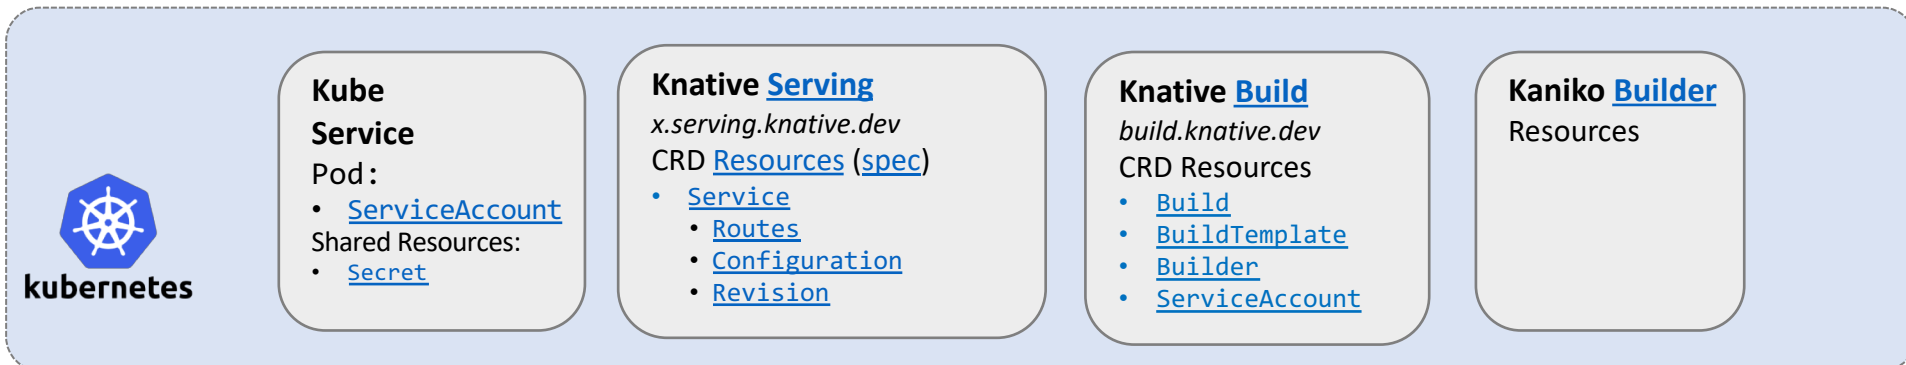 kubernetes
Kube
Service
Pod:
• ServiceAccount
Shared Resources:
• Secret
Knative Serving
x.serving.knative.dev
CRD Resources (spec)
• Service
• Routes
• Configuration
• Revision
Knative Build
build.knative.dev
CRD Resources
• Build
• BuildTemplate
• Builder
• ServiceAccount
Kaniko Builder
Resources